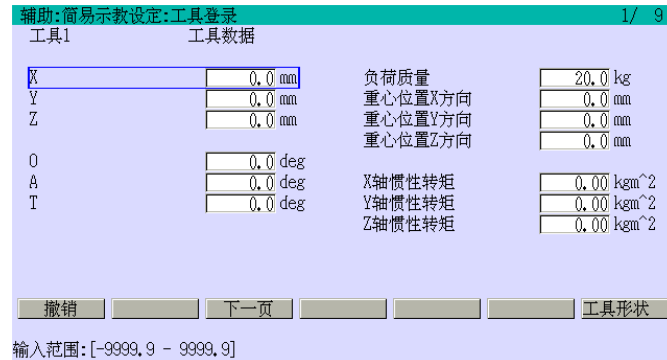 辅助:简易示教设定:工具登录 1/ 9
工具1 工具数据
X 0.0 mm 负荷质量 20.0 kg
Y 0.0 mm 重心位置X方向 0.0 mm
Z 0.0 mm 重心位置Y方向 0.0 mm
重心位置Z方向 0.0 mm
O 0.0 deg
A 0.0 deg X轴惯性转矩 0.00 kgm^2
T 0.0 deg Y轴惯性转矩 0.00 kgm^2
Z轴惯性转矩 0.00 kgm^2
撤销 下一页 工具形状
输入范围:[-9999.9 - 9999.9]